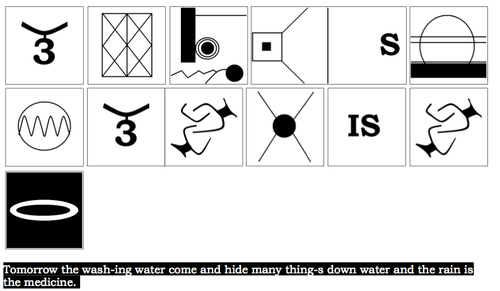 3
S
3
IS
Tomorrow the wash-ing water come and hide many thing-s down water and the rain is
the medicine.